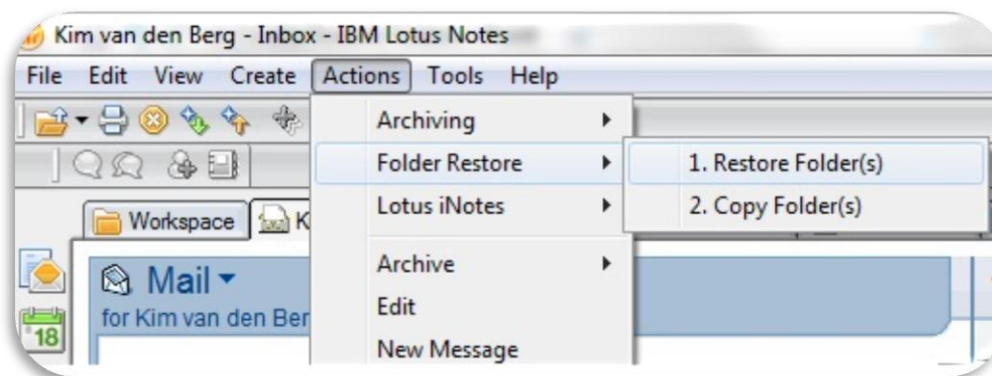 Kim van den Berg - Inbox - IBM Lotus Notes
File Edit View Create Actions Tools Help
Archiving
Folder Restore
1. Restore Folder(s)
Lotus iNotes
2. Copy Folder(s)
Workspace K
Archive
Mail
Edit
for Kim van den Ber
18
New Message